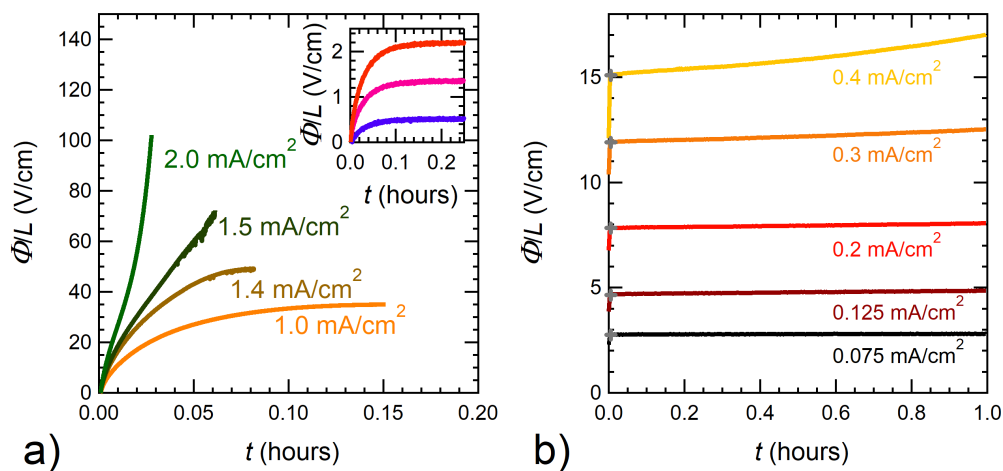 140
120
100
80
60
40
20
0
Φ/L (V/cm)
0.00
0.05
0.10
0.15
0.20
t (hours)
2.0 mA/cm²
1.5 mA/cm²
1.4 mA/cm²
1.0 mA/cm²
2
1
0
Φ/L (V/cm)
0.0
0.1
0.2
t (hours)
a)
15
10
5
0
Φ/L (V/cm)
0.4 mA/cm²
0.3 mA/cm²
0.2 mA/cm²
0.125 mA/cm²
0.075 mA/cm²
0.0
0.2
0.4
0.6
0.8
1.0
t (hours)
b)